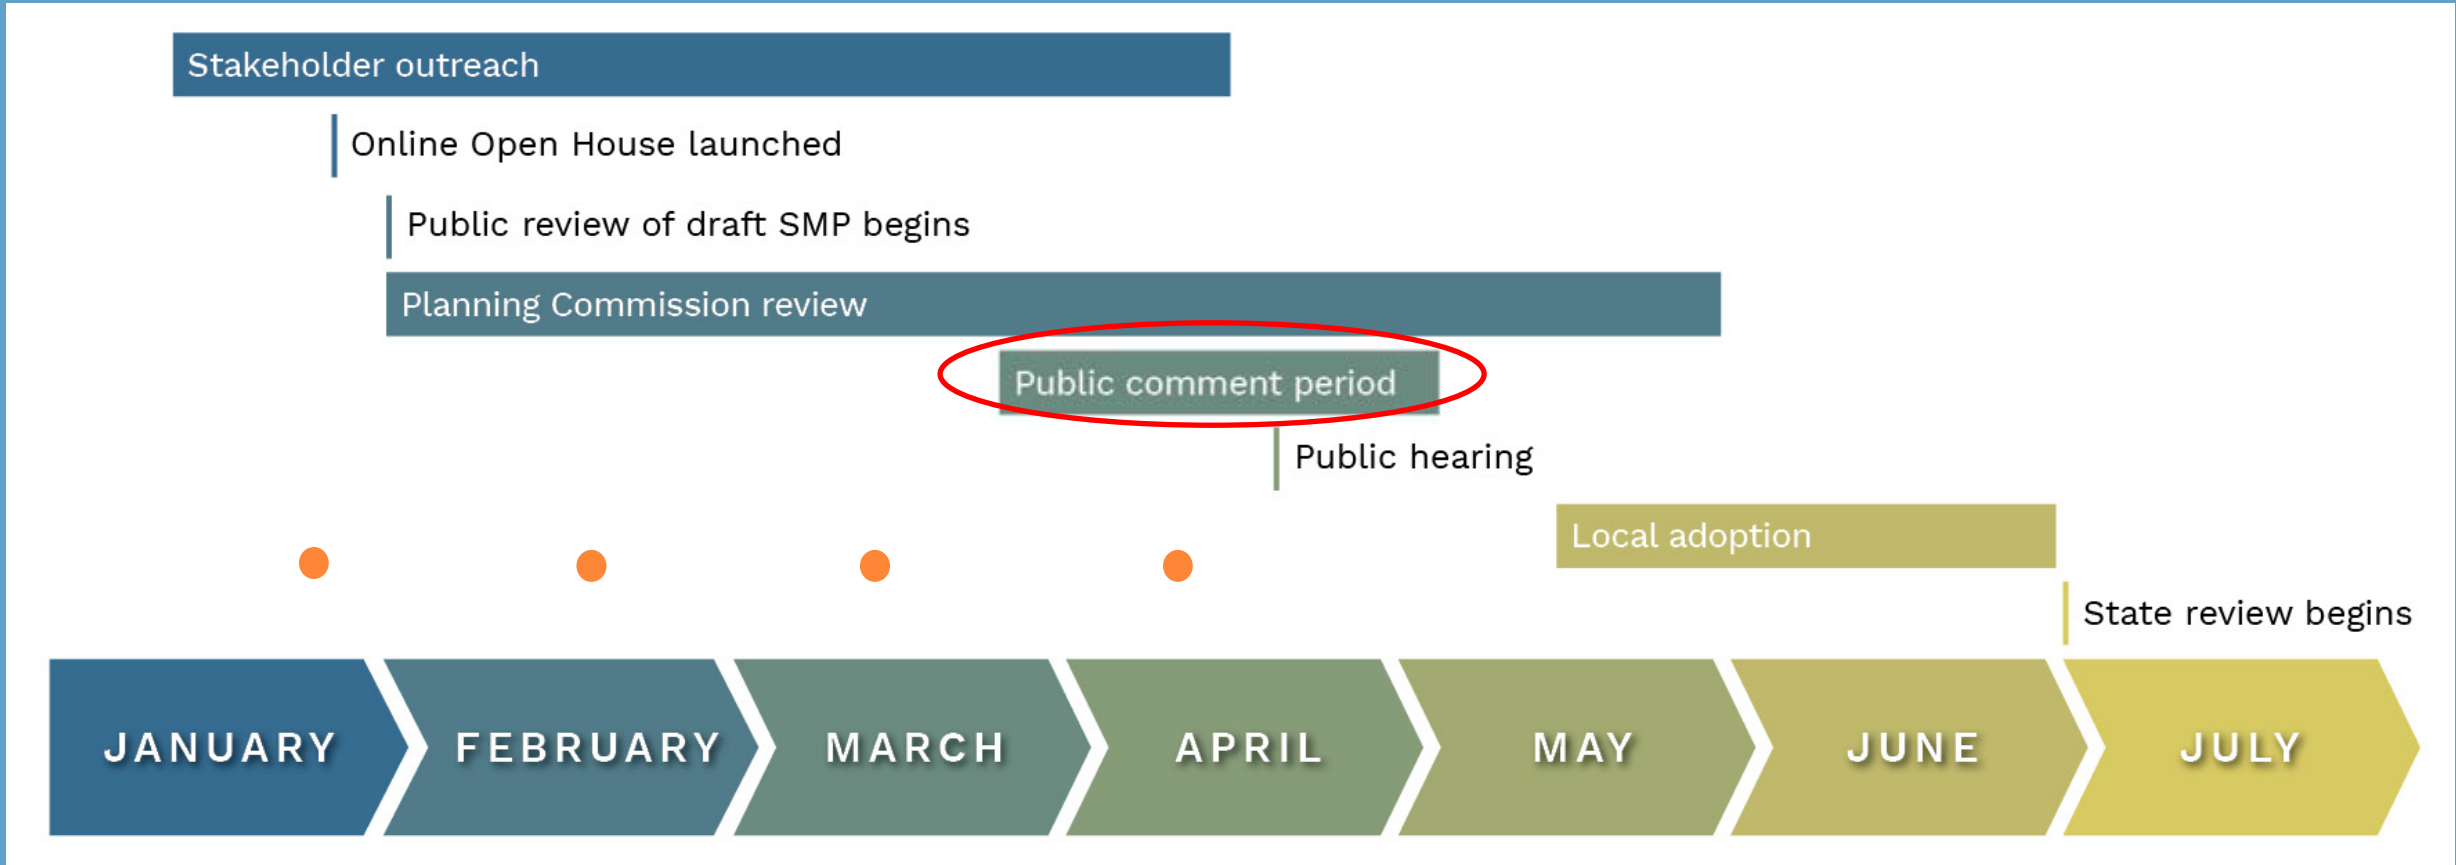 Stakeholder outreach
Online Open House launched
Public review of draft SMP begins
Planning Commission review
Public comment period
Public hearing
Local adoption
State review begins
JANUARY
FEBRUARY
MARCH
APRIL
MAY
JUNE
JULY